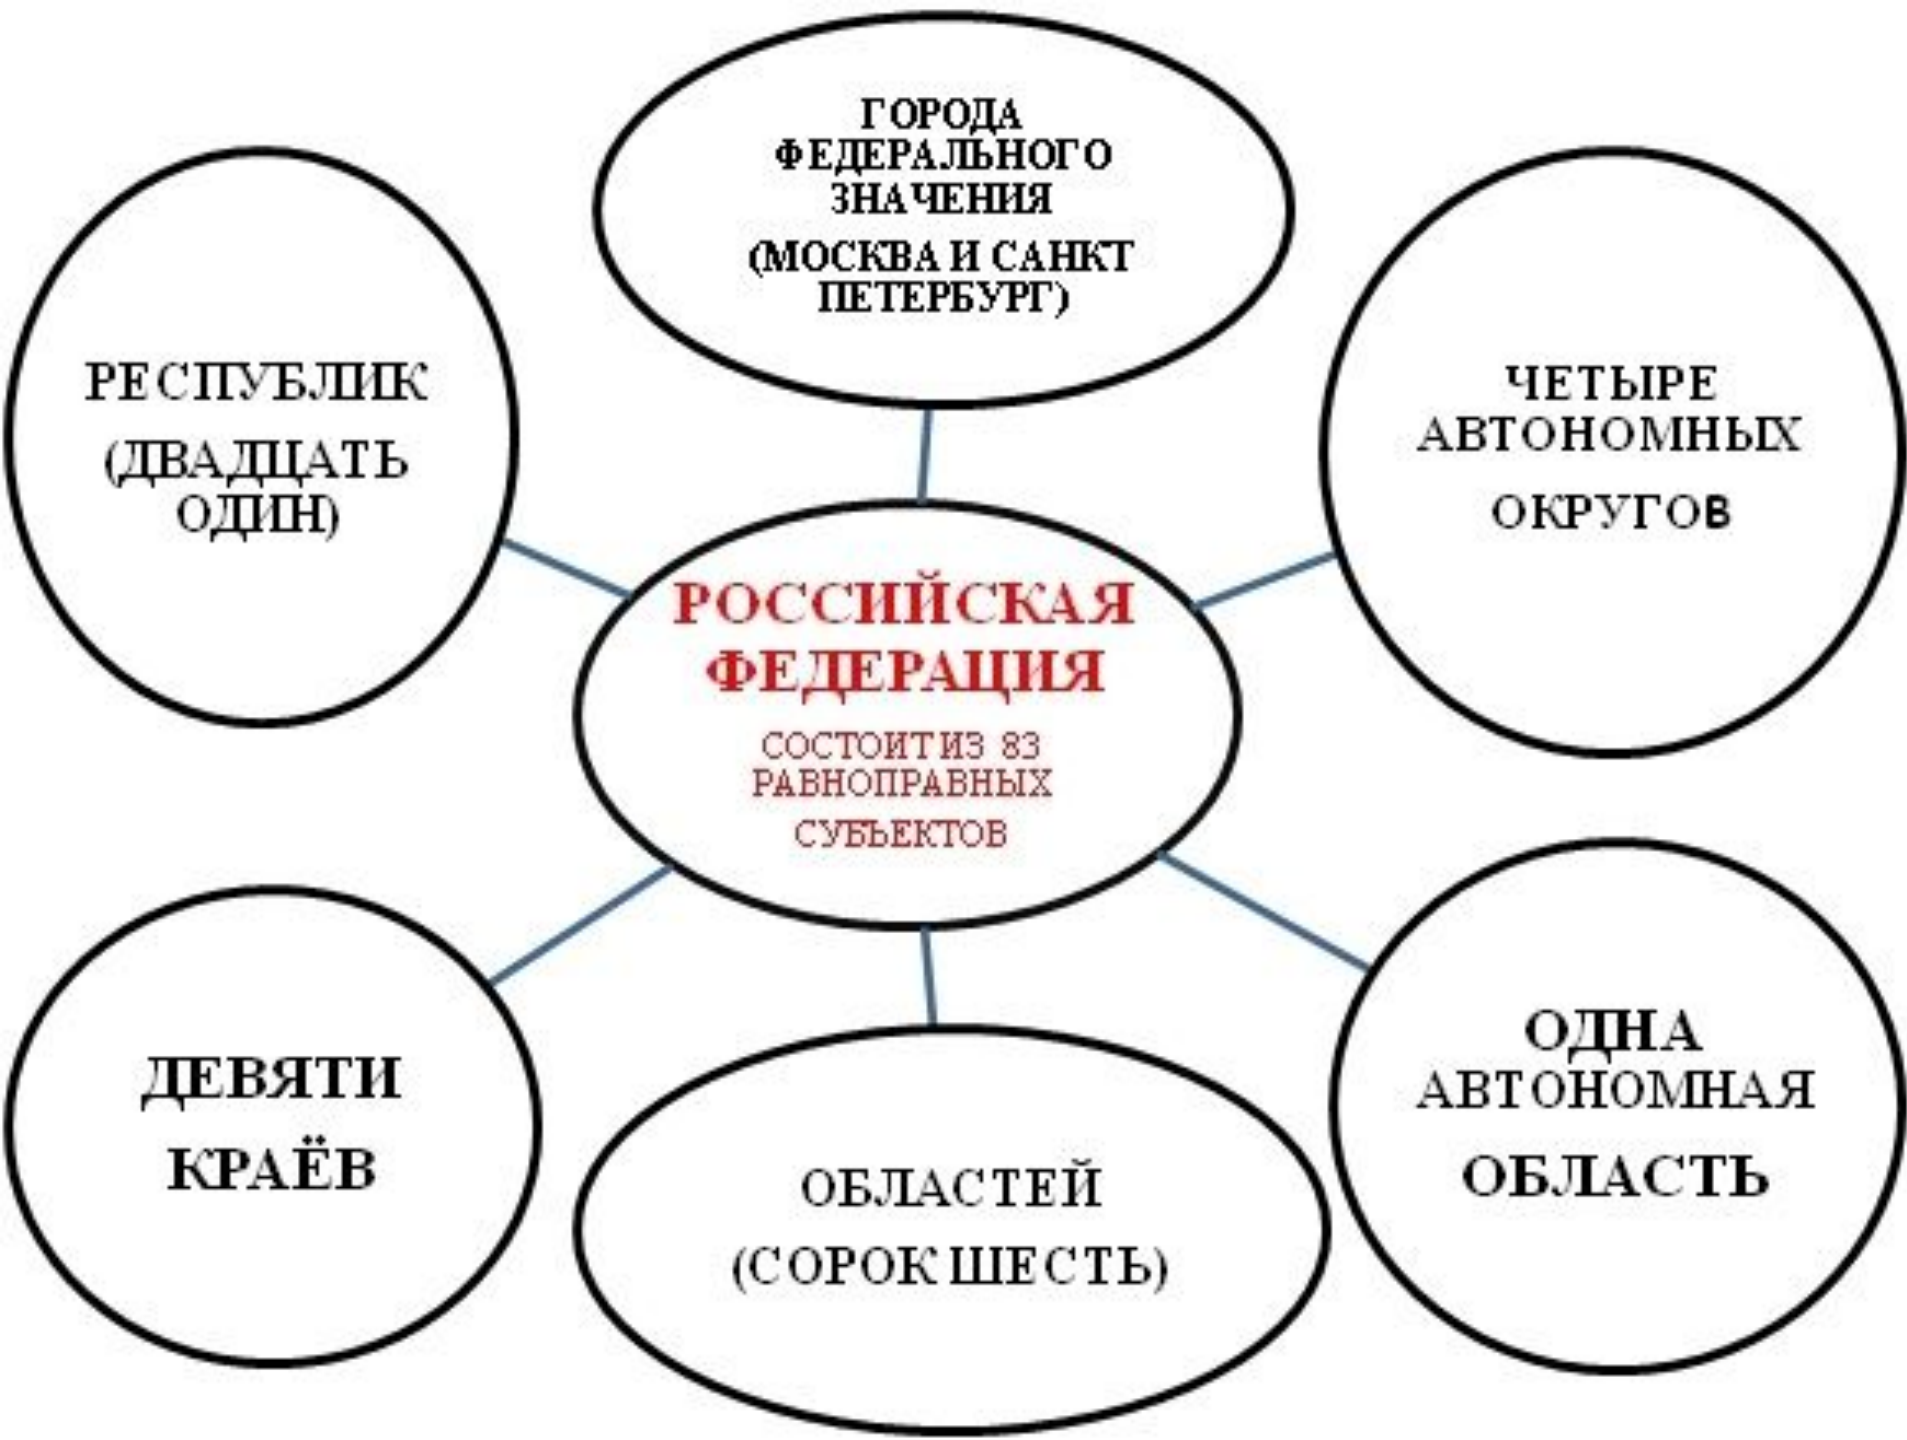 ГОРОДА
ФЕДЕРАЛЬНОГО
ЗНАЧЕНИЯ
(МОСКВА И САНКТ
ПЕТЕРБУРГ)
РЕСПУБЛИК
(ДВАДЦАТЬ
ОДИН)
ЧЕТЫРЕ
АВТОНОМНЫХ
ОКРУГОВ
РОССИЙСКАЯ
ФЕДЕРАЦИЯ
СОСТОИТ ИЗ 83
РАВНОПРАВНЫХ
СУБЪЕКТОВ
ДЕВЯТИ
КРАЁВ
ОБЛАСТЕЙ
(СОРОК ШЕСТЬ)
ОДНА
АВТОНОМНАЯ
ОБЛАСТЬ